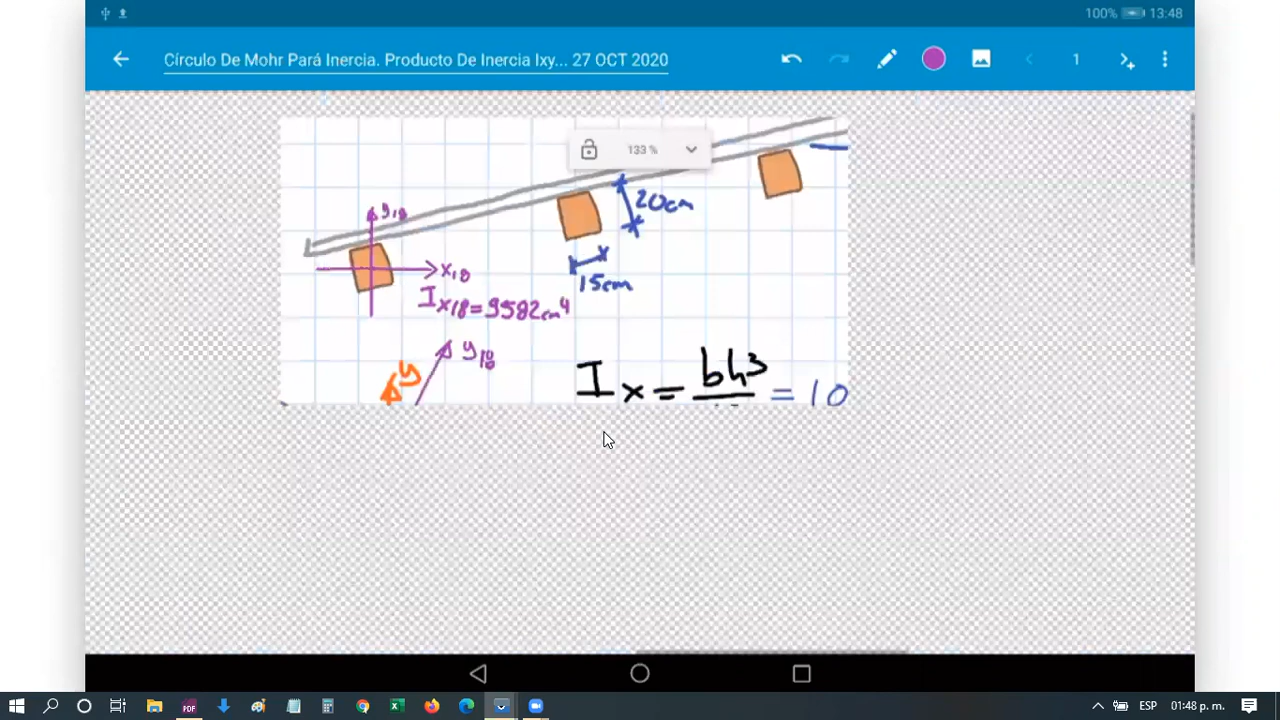 100% 13:48
Círculo De Mohr Pará Inercia. Producto De Inercia Ixy... 27 OCT 2020
1
133 %
20cm
y18
x18
15cm
Ix18=9582cm⁴
y18
y
Ix = bh3 = 10
ESP 01:48 p. m.